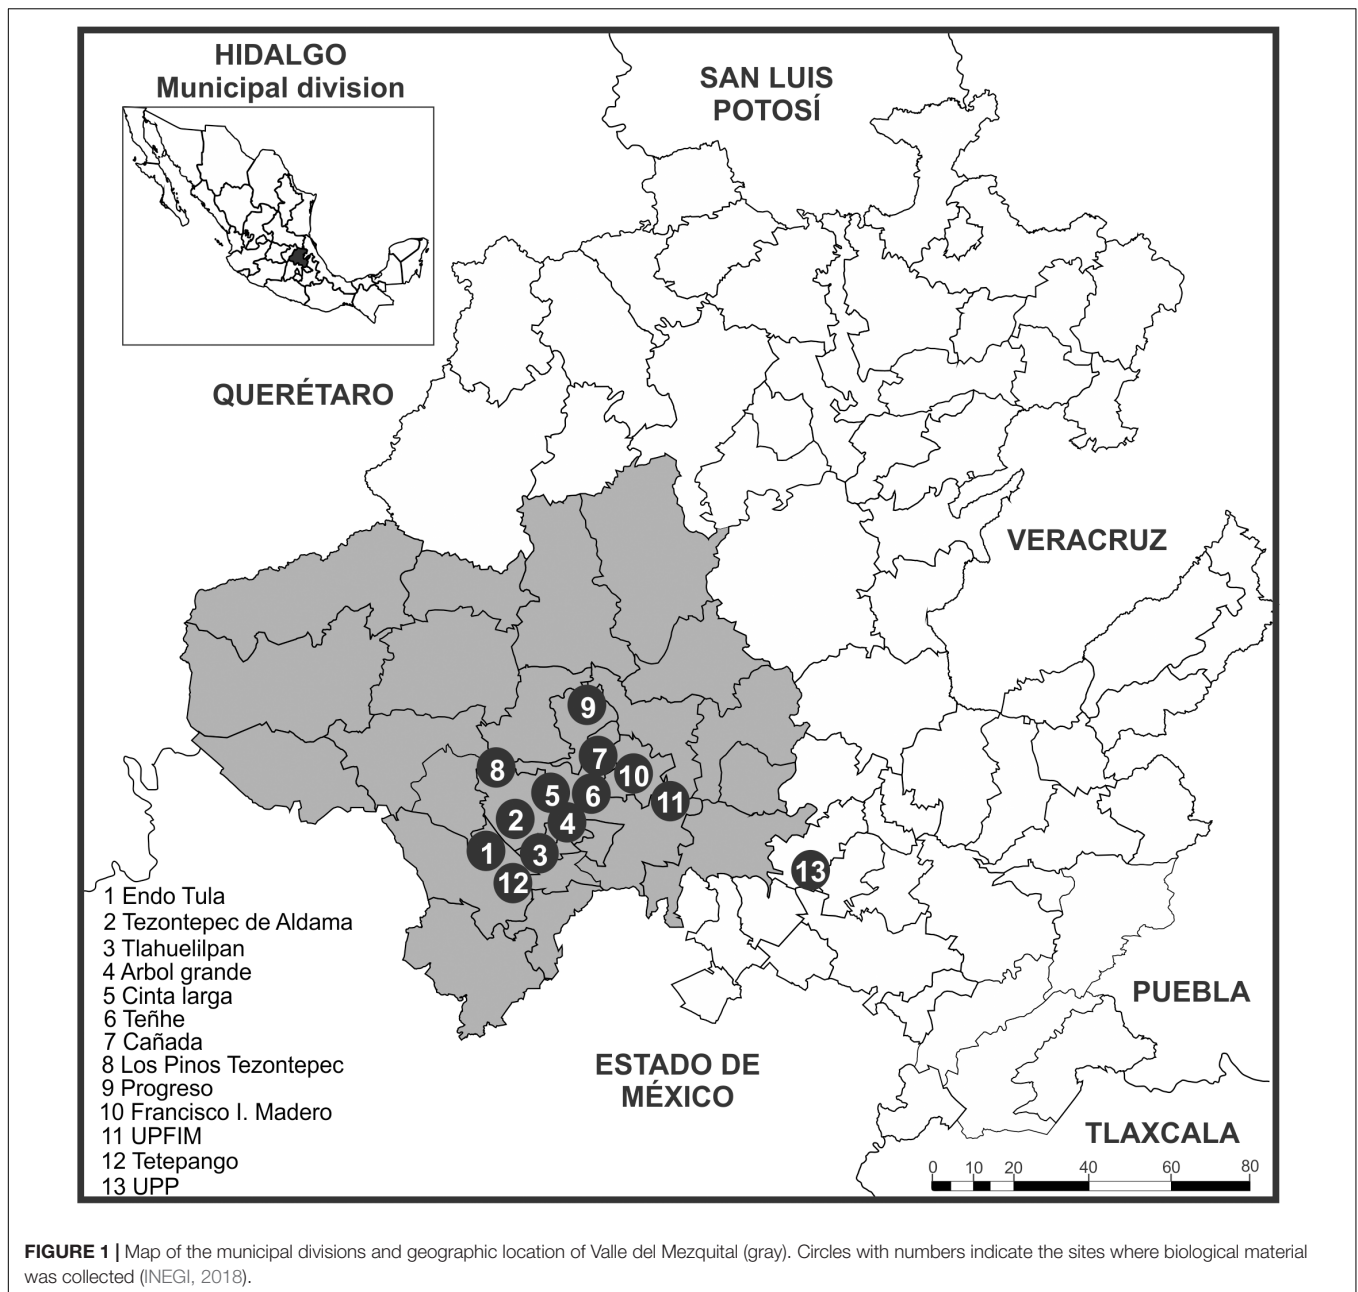 HIDALGO
Municipal division
SAN LUIS
POTOSÍ
QUERÉTARO
VERACRUZ
9
7
8
10
5
6
11
2
4
1
3
13
12
1 Endo Tula
2 Tezontepec de Aldama
3 Tlahuelilpan
4 Arbol grande
5 Cinta larga
6 Teñhe
7 Cañada
8 Los Pinos Tezontepec
9 Progreso
10 Francisco I. Madero
11 UPFIM
12 Tetepango
13 UPP
PUEBLA
ESTADO DE
MÉXICO
TLAXCALA
0 10 20 40 60 80
FIGURE 1 | Map of the municipal divisions and geographic location of Valle del Mezquital (gray). Circles with numbers indicate the sites where biological material
was collected (INEGI, 2018).